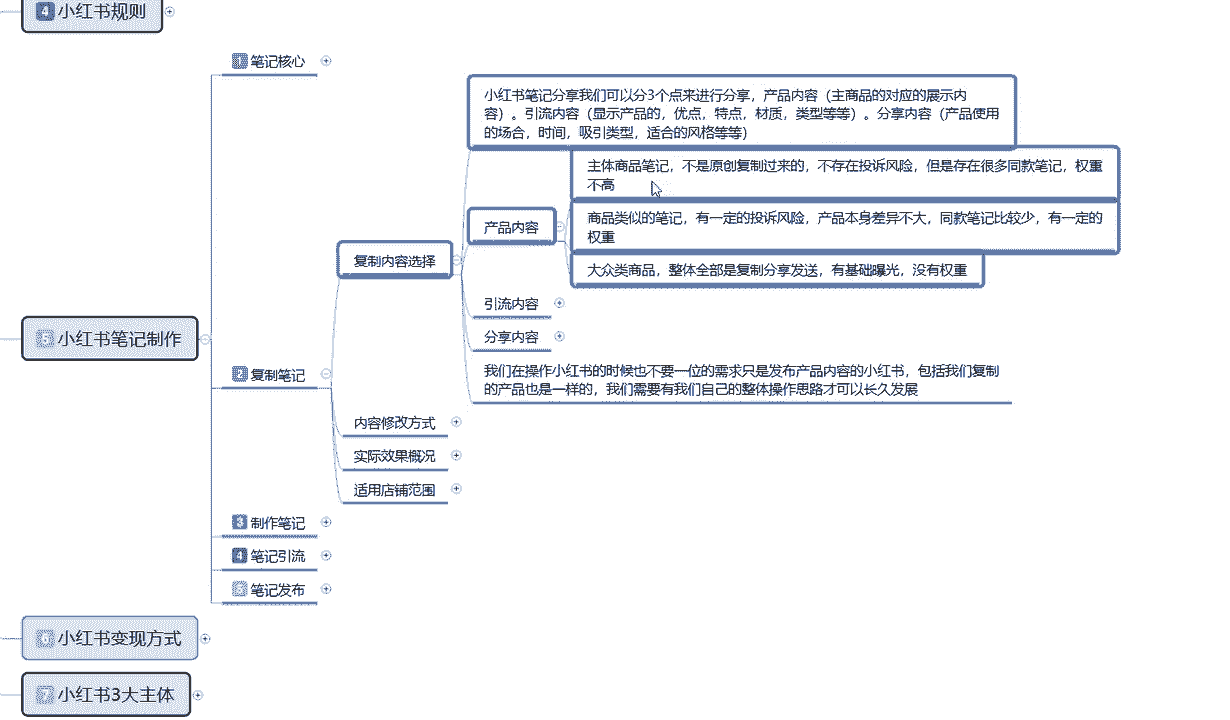 4 小红书规则
1 笔记核心
小红书笔记分享我们可以分3个点来进行分享，产品内容（主商品的对应的展示内
容）。引流内容（显示产品的，优点，特点，材质，类型等等）。分享内容（产品使用
的场合，时间，吸引类型，适合的风格等等）
主体商品笔记，不是原创复制过来的，不存在投诉风险，但是存在很多同款笔记，权重
不高
产品内容
商品类似的笔记，有一定的投诉风险，产品本身差异不大，同款笔记比较少，有一定的
权重
复制内容选择
大众类商品，整体全部是复制分享发送，有基础曝光，没有权重
引流内容
分享内容
5 小红书笔记制作
2 复制笔记
我们在操作小红书的时候也不要一位的需求只是发布产品内容的小红书，包括我们复制
的产品也是一样的，我们需要有我们自己的整体操作思路才可以长久发展
内容修改方式
实际效果概况
适用店铺范围
3 制作笔记
4 笔记引流
5 笔记发布
6 小红书变现方式
7 小红书3大主体